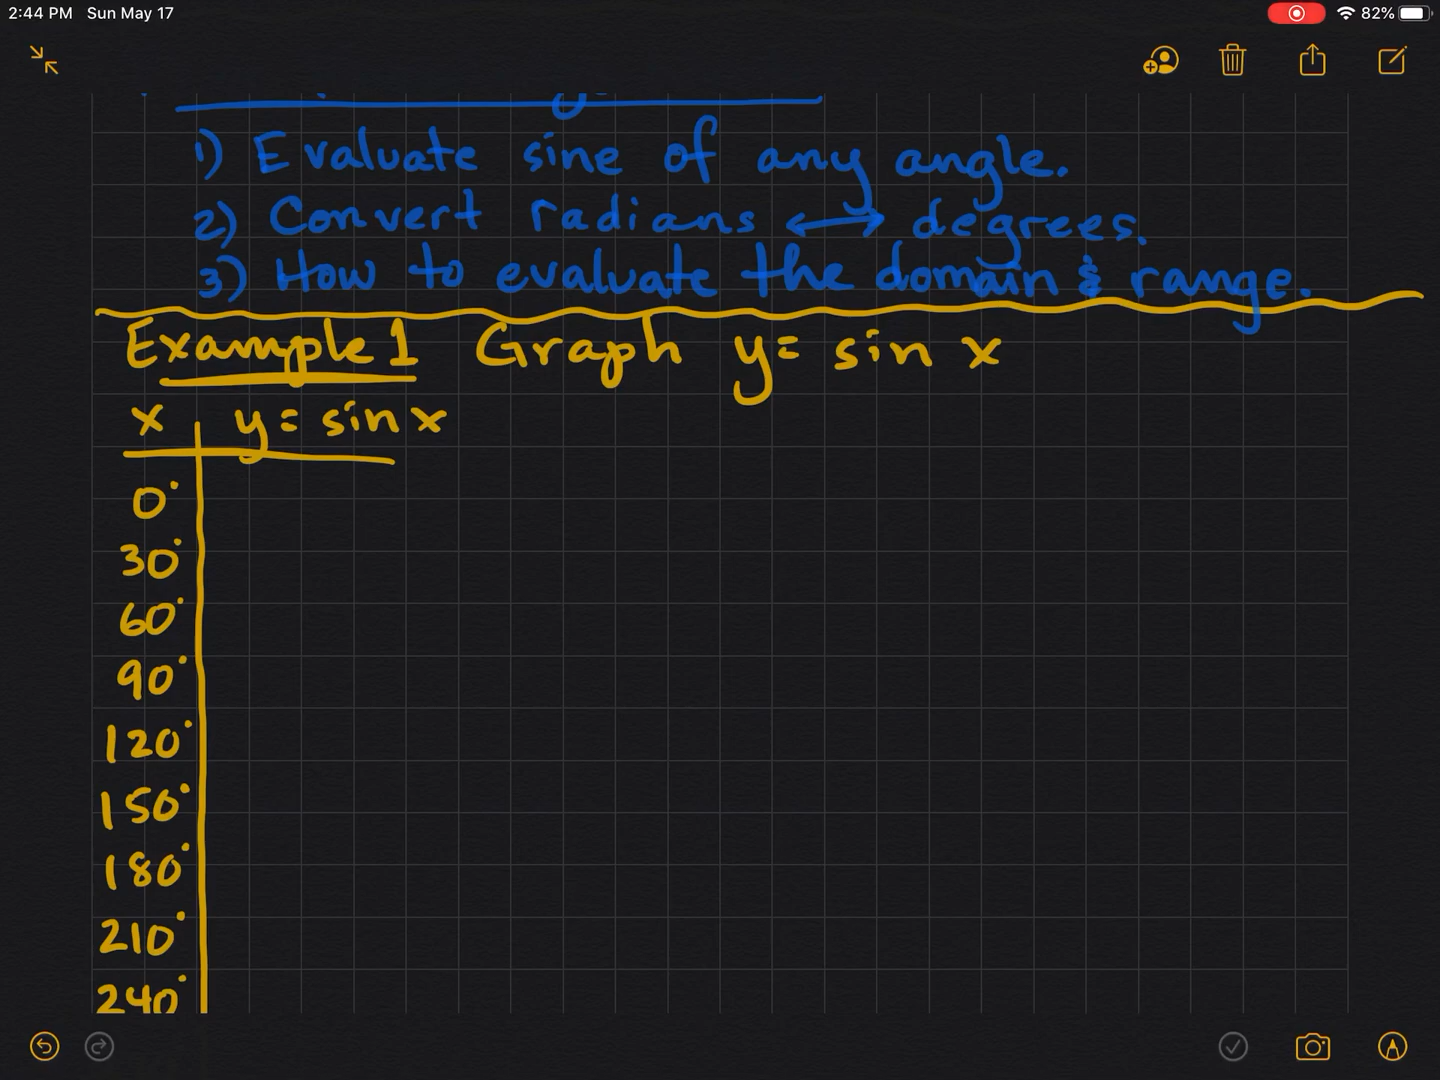 2:44 PM Sun May 17 82%
1) Evaluate sine of any angle.
2) Convert radians ↔ degrees.
3) How to evaluate the domain & range.
Example 1 Graph y = sin x
x y = sin x
0°
30°
60°
90°
120°
150°
180°
210°
240°